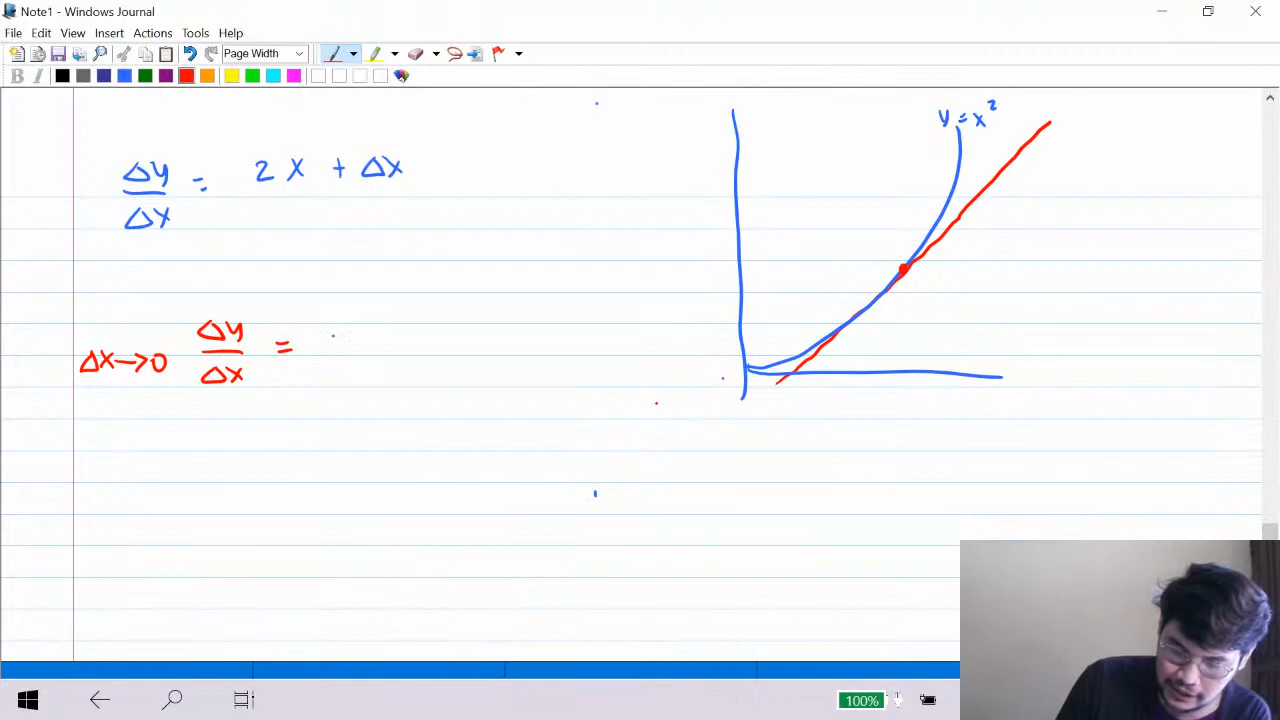 Note1 - Windows Journal
File Edit View Insert Actions Tools Help
Page Width
B I
y = x²
Δy/Δx = 2x + Δx
Δx→0 Δy/Δx =
100%